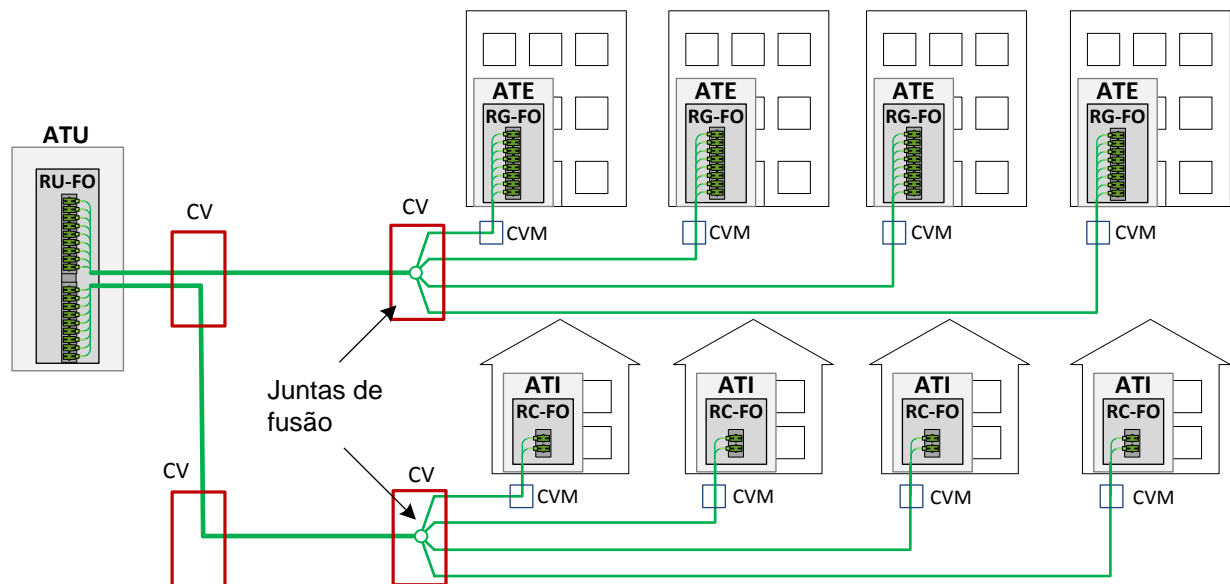 ATE
ATE
ATE
ATE
RG-FO
RG-FO
RG-FO
RG-FO
ATU
RU-FO
CV
CV
CVM
CVM
CVM
CVM
Juntas de
fusão
ATI
ATI
ATI
ATI
RC-FO
RC-FO
RC-FO
RC-FO
CV
CV
CVM
CVM
CVM
CVM